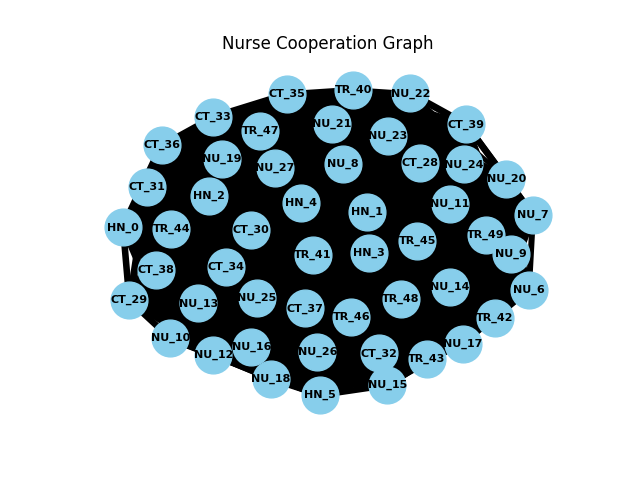 Nurse Cooperation Graph
CT_35
TR_40
NU_22
CT_33
TR_47
NU_21
NU_23
CT_39
CT_36
NU_19
NU_27
NU_8
CT_28
NU_24
NU_20
CT_31
HN_2
HN_4
HN_1
NU_11
NU_7
HN_0
TR_44
CT_30
TR_41
HN_3
TR_45
TR_49
NU_9
CT_38
CT_34
CT_29
NU_13
NU_25
CT_37
TR_46
TR_48
NU_14
NU_6
TR_42
NU_10
NU_12
NU_16
NU_26
CT_32
TR_43
NU_17
NU_18
HN_5
NU_15